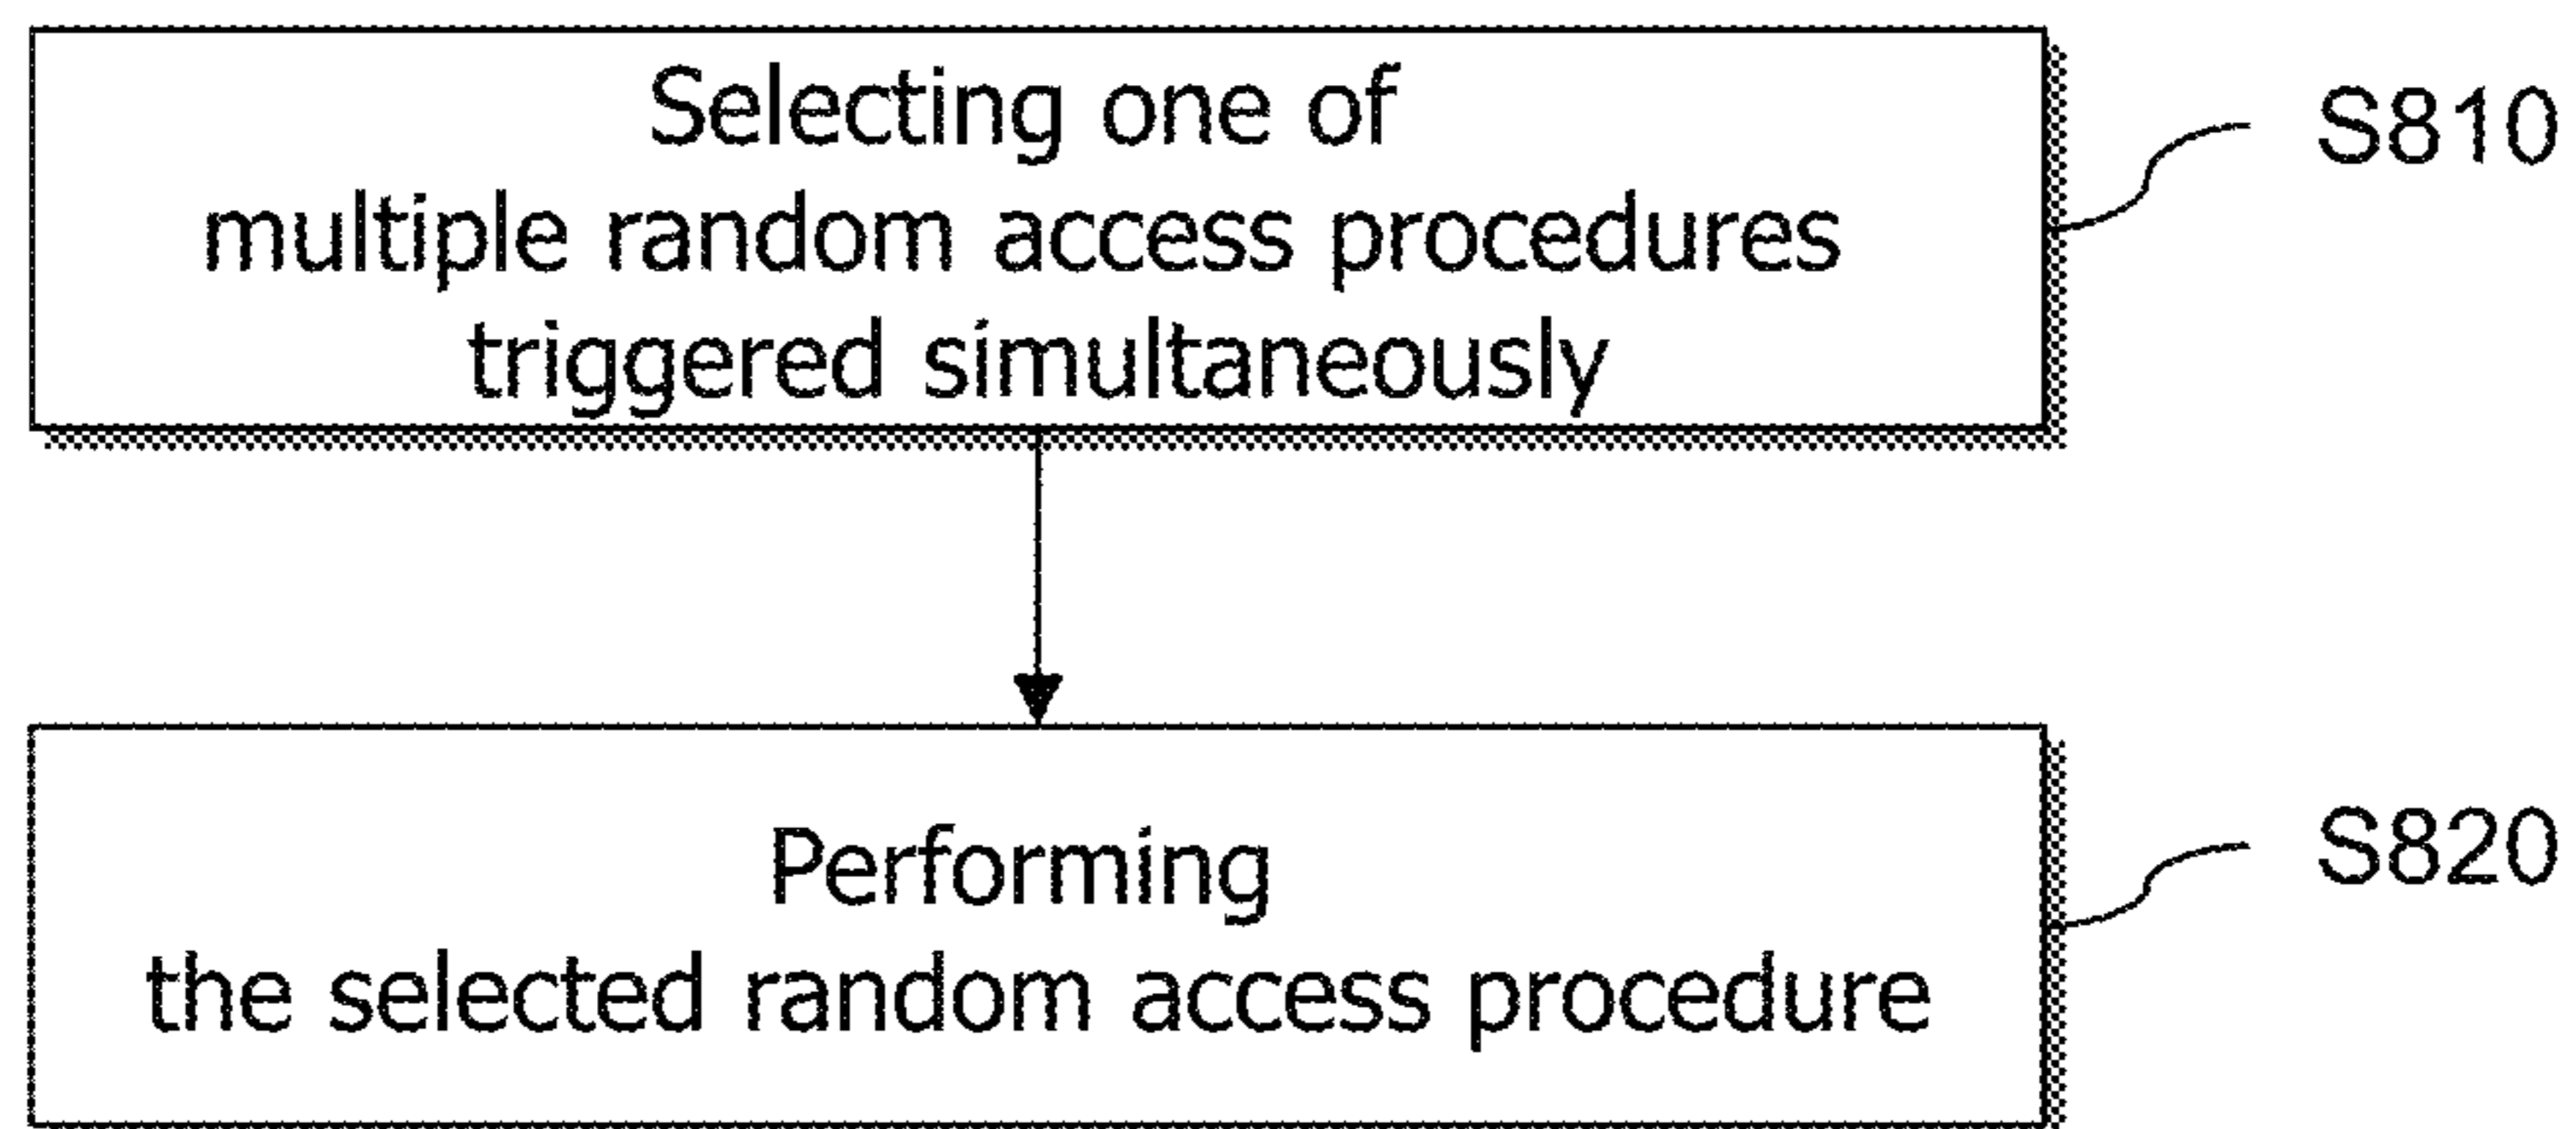 Selecting one of
multiple random access procedures
triggered simultaneously
S810
Performing
the selected random access procedure
S820